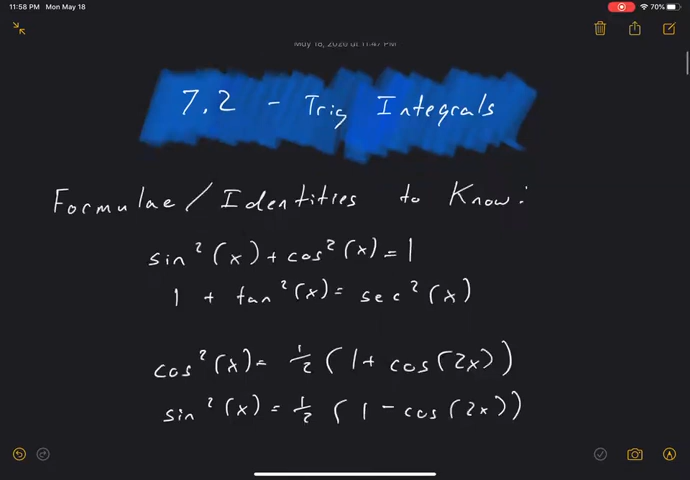 11:58 PM Mon May 18 70%
May 18, 2020 at 11:47 PM
7.2 - Trig Integrals
Formulae/Identities to Know:
sin²(x)+cos²(x)=1
1 + tan²(x)=sec²(x)
cos²(x)=½(1+cos(2x))
sin²(x)=½(1-cos(2x))